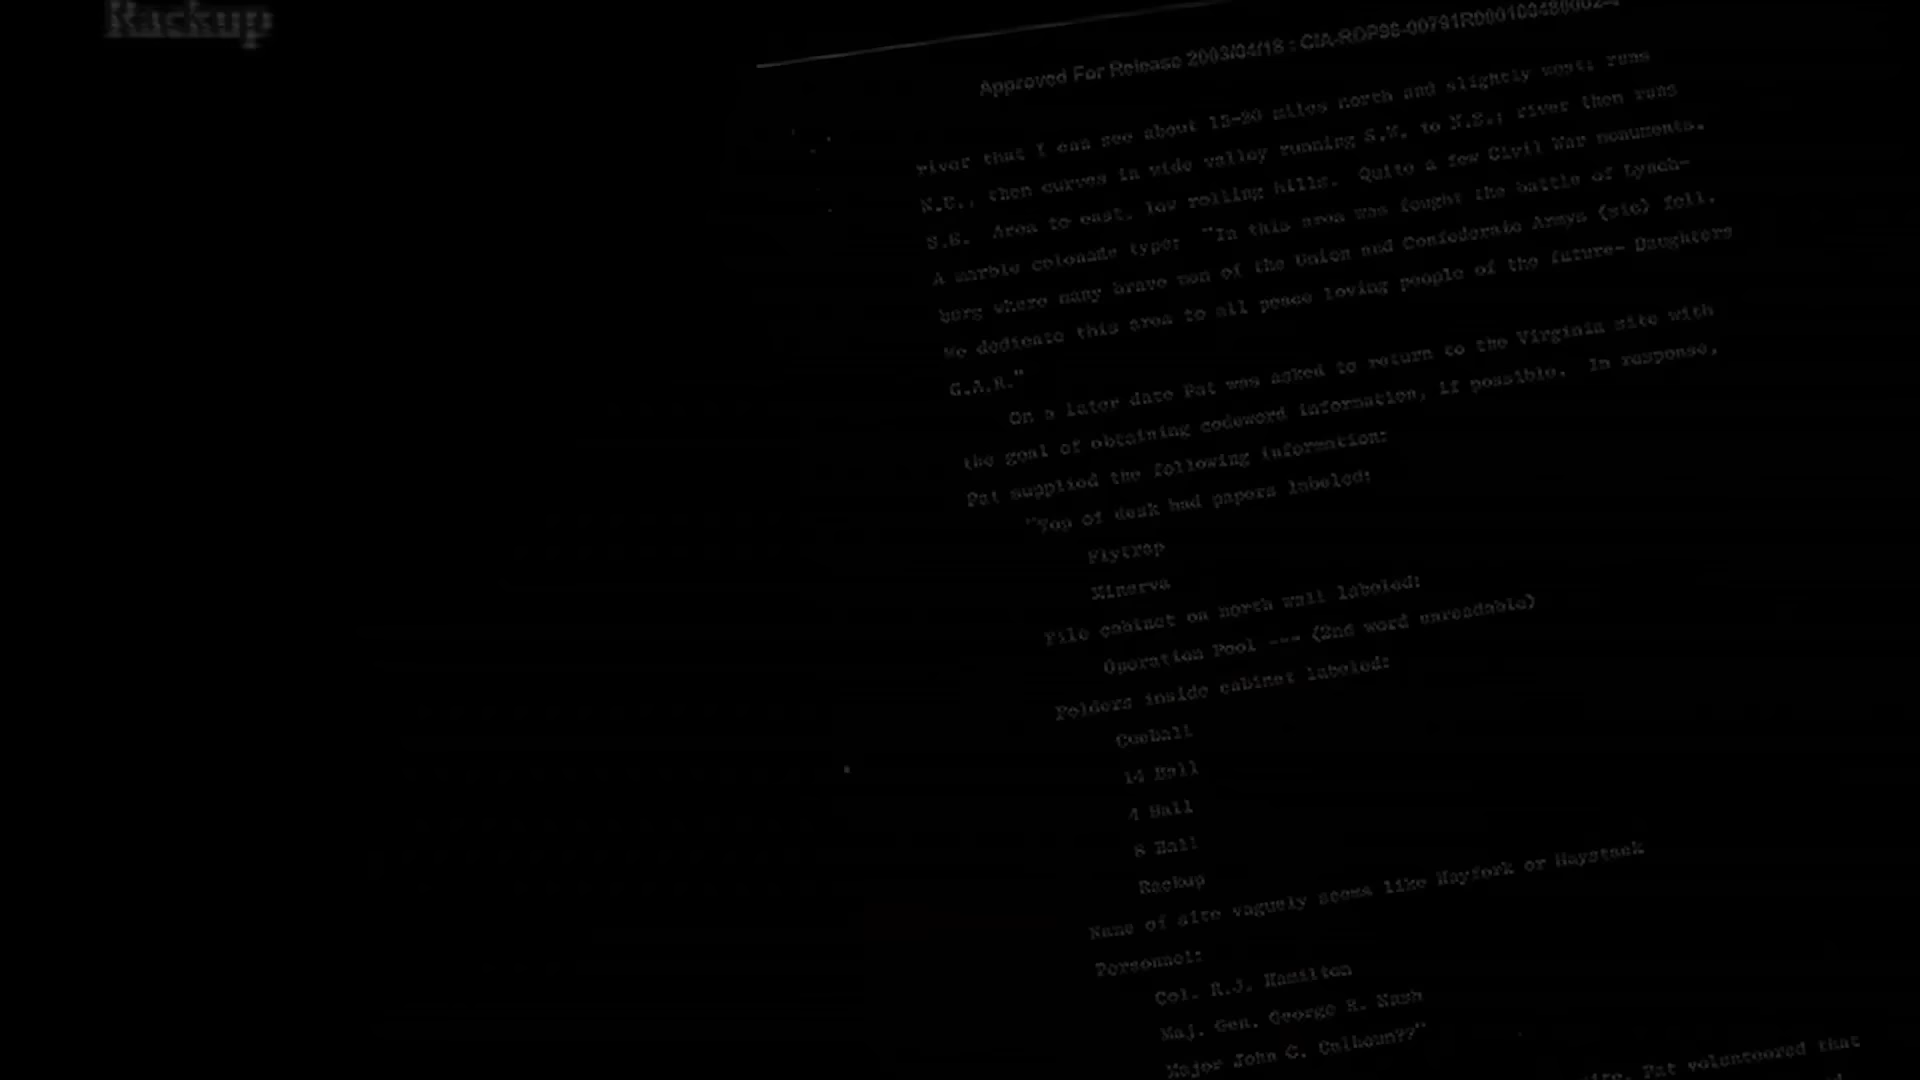 Rackup
Approved For Release 2003/04/18 : CIA-RDP96-00791R000100480002-4
river that I can see about 15-20 miles north and slightly west; runs
N.E., then curves in wide valley running S.W. to N.E.; river then runs
S.E. Area to east, low rolling hills. Quite a few Civil War monuments.
A marble colonade type: "In this area was fought the battle of Lynch-
burg where many brave men of the Union and Confederate Armys (sic) fell.
We dedicate this area to all peace loving people of the future- Daughters
G.A.R."
On a later date Pat was asked to return to the Virginia site with
the goal of obtaining codeword information, if possible. In response,
Pat supplied the following information:
"Top of desk had papers labeled:
Flytrap
Minerva
File cabinet on north wall labeled:
Operation Pool --- (2nd word unreadable)
Folders inside cabinet labeled:
Cueball
14 Ball
4 Ball
8 Ball
Rackup
Name of site vaguely seems like Hayfork or Haystack
Personnel:
Col. R.J. Hamilton
Maj. Gen. George R. Nash
Major John C. Calhoun??"
Pat volunteered that